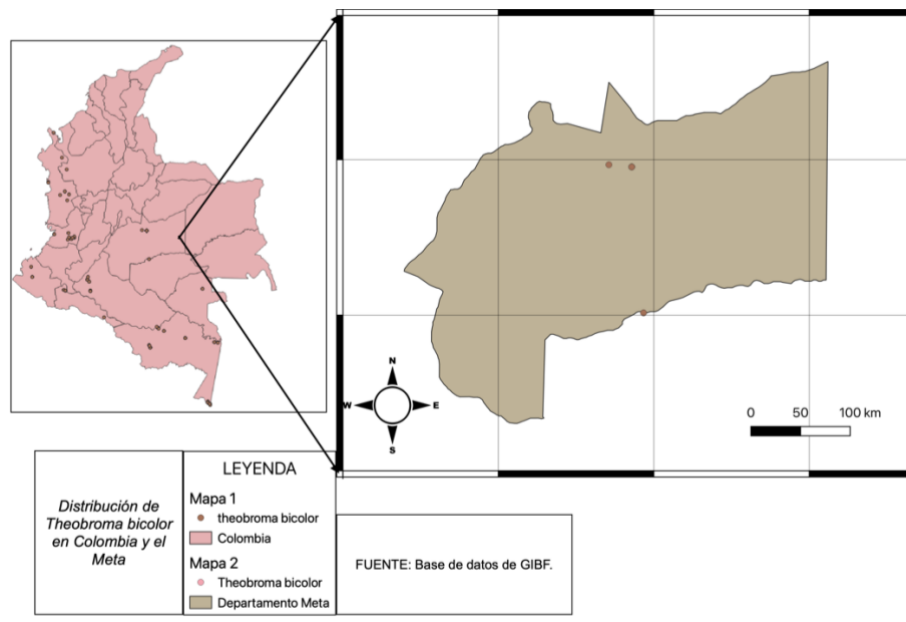 N
W
E
S
0 50 100 km
Distribución de
Theobroma bicolor
en Colombia y el
Meta
LEYENDA
Mapa 1
theobroma bicolor
Colombia
Mapa 2
Theobroma bicolor
Departamento Meta
FUENTE: Base de datos de GIBF.